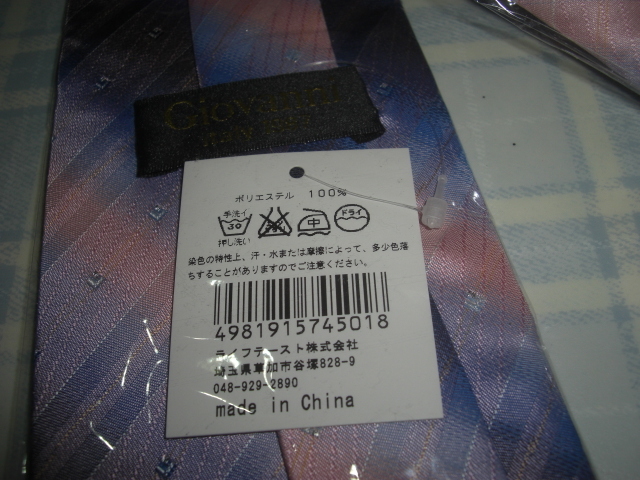 Giovanni
ポリエステル 100%
手洗イ
30
中
ドライ
押し洗い
染色の特性上、汗・水または摩擦によって、多少色落
ちすることがありますのでご注意ください。
4981915745018
ライフテースト株式会社
埼玉県草加市谷塚828-9
048-929-2890
made in China